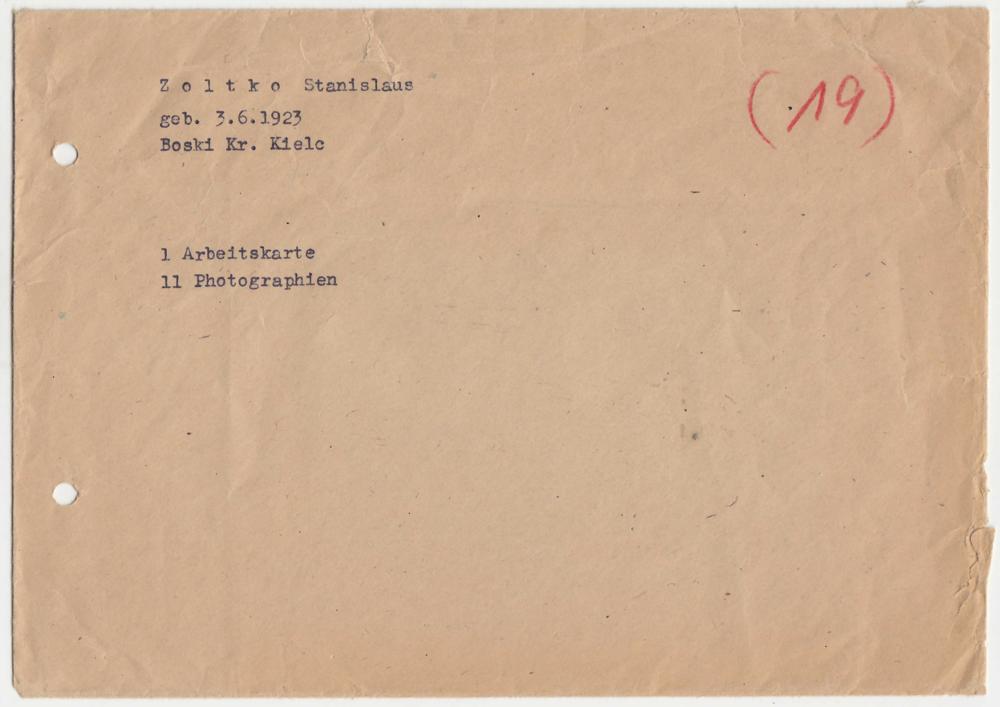 Z o l t k o Stanislaus
(19)
geb. 3.6.1923
Boski Kr. Kielc
1 Arbeitskarte
11 Photographien